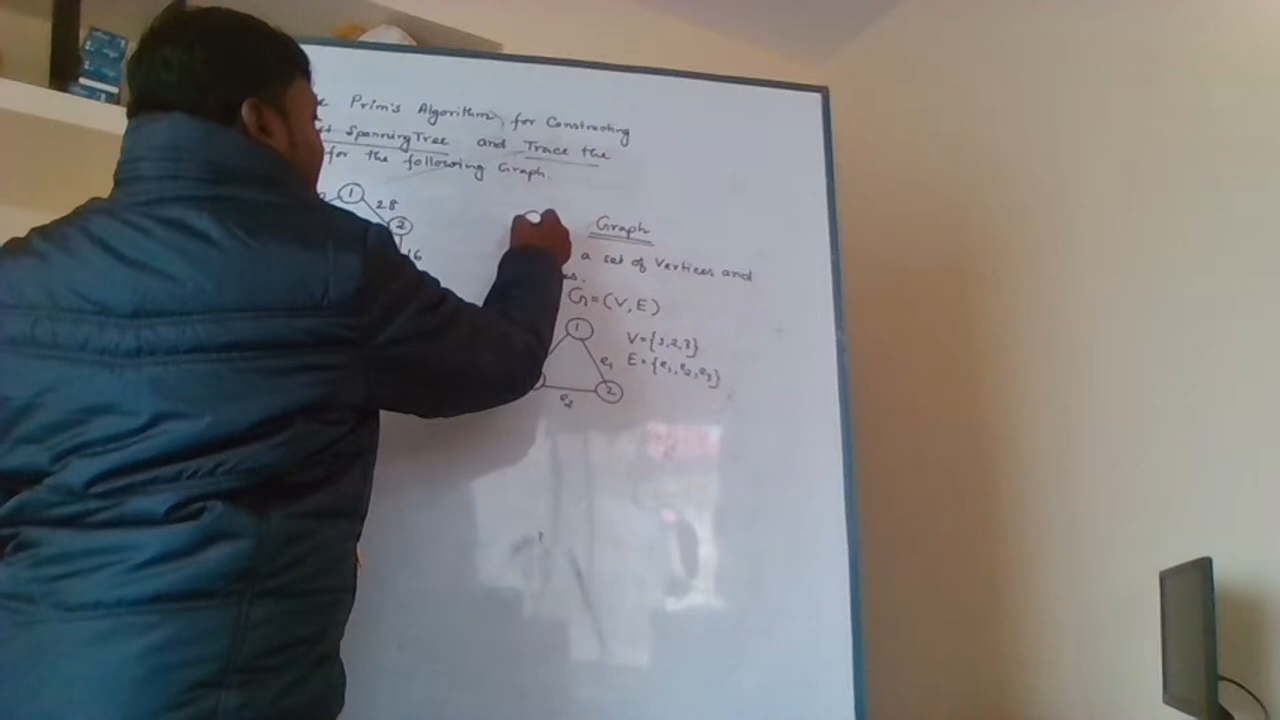 Prim's Algorithm, for Constructing
Spanning Tree and Trace the
for the following Graph.
1
28
2
16
Graph
a set of Vertices and
G=(V,E)
1
V={1,2,3}
E={e1,e2,e3}
e1
2
e2